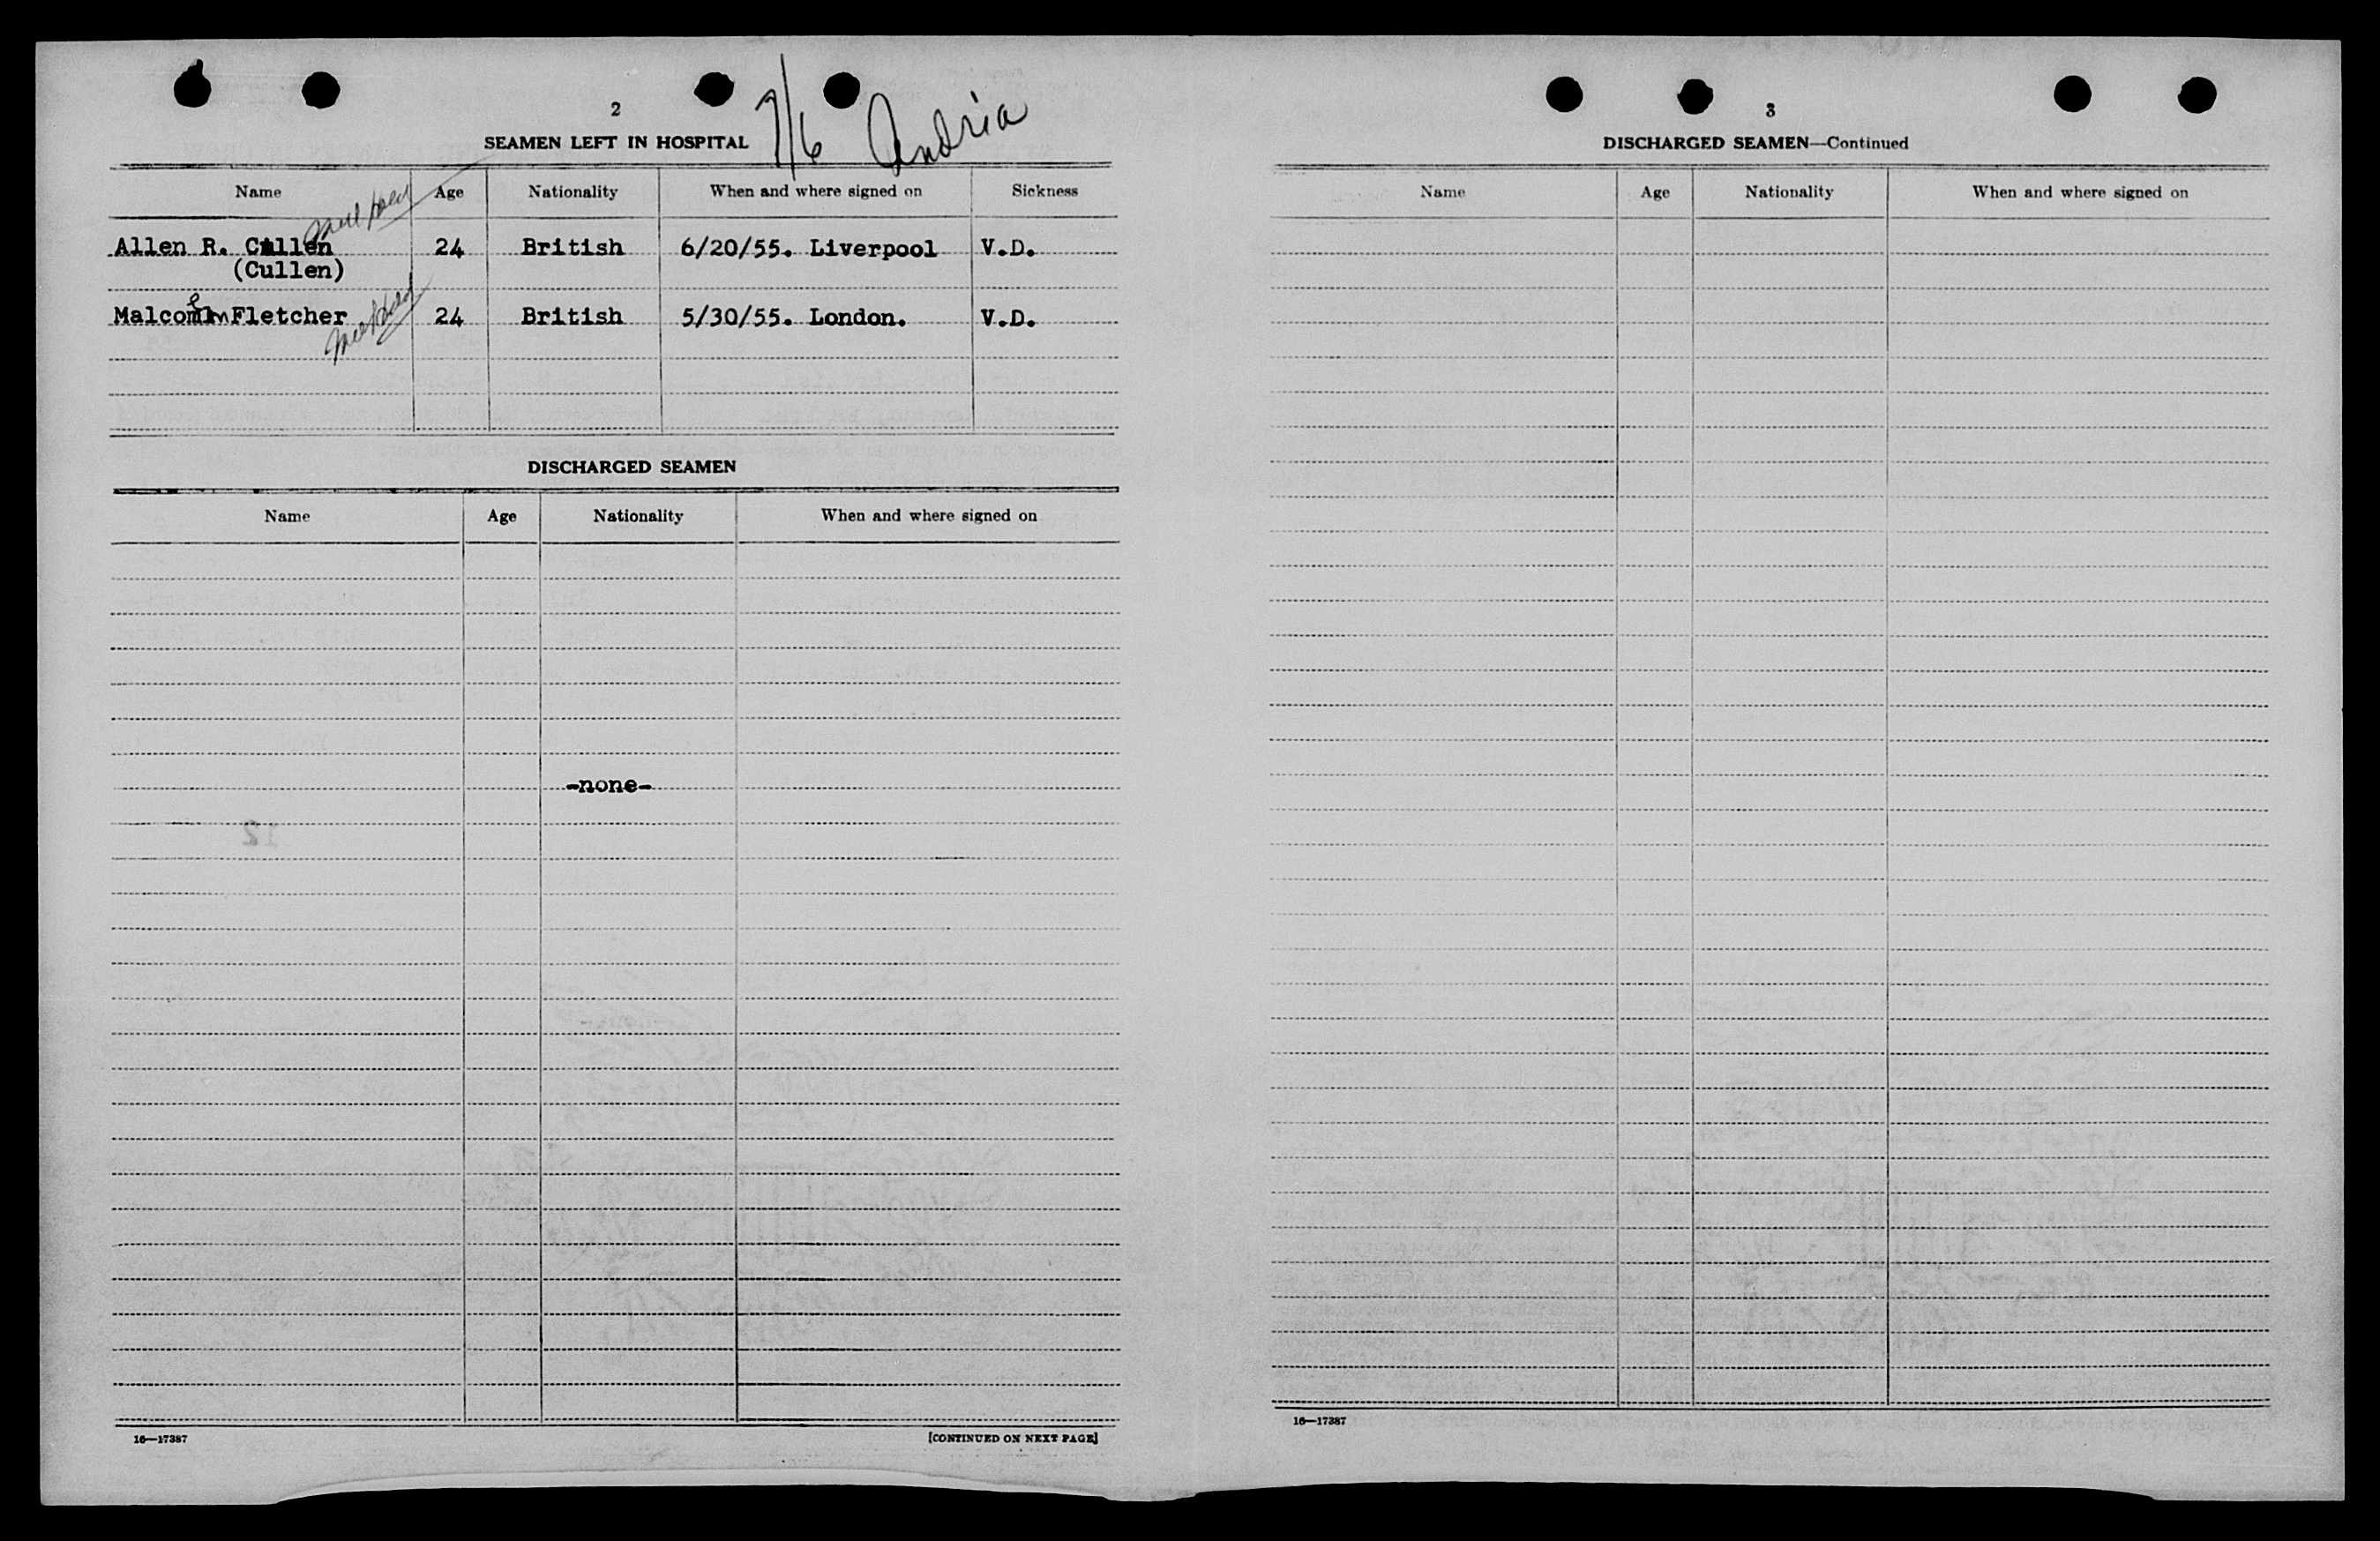 2
7/6 Andria
SEAMEN LEFT IN HOSPITAL
Name Age Nationality When and where signed on Sickness
Allen R. Cullen 24 British 6/20/55. Liverpool V.D.
(Cullen)
Malcolm Fletcher 24 British 5/30/55. London. V.D.
DISCHARGED SEAMEN
Name Age Nationality When and where signed on
-none-
12
16—17387 [CONTINUED ON NEXT PAGE]
3
DISCHARGED SEAMEN—Continued
Name Age Nationality When and where signed on
16—17387